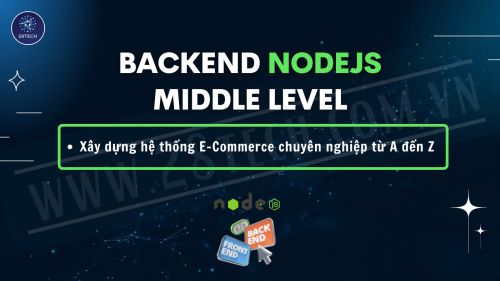 28TECH
BACKEND NODEJS
MIDDLE LEVEL
• Xây dựng hệ thống E-Commerce chuyên nghiệp từ A đến Z
WWW.28TECH.COM.VN
node
JS
BACK
END
FRONT
END